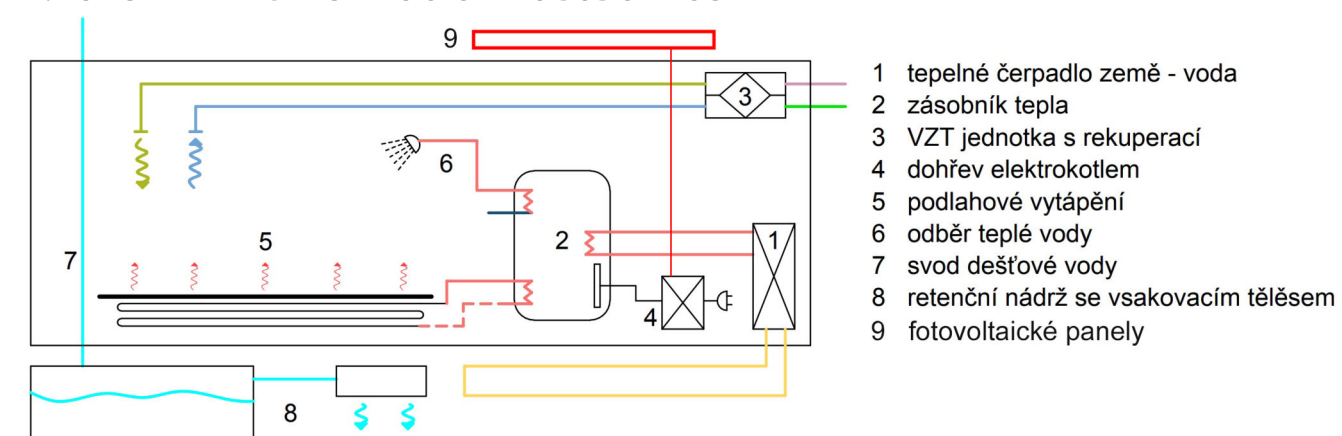 9
1 tepelné čerpadlo země - voda
2 zásobník tepla
3
3 VZT jednotka s rekuperací
4 dohřev elektrokotlem
6
5 podlahové vytápění
6 odběr teplé vody
5
2
1
7
7 svod dešťové vody
8 retenční nádrž se vsakovacím tělěsem
4
9 fotovoltaické panely
8